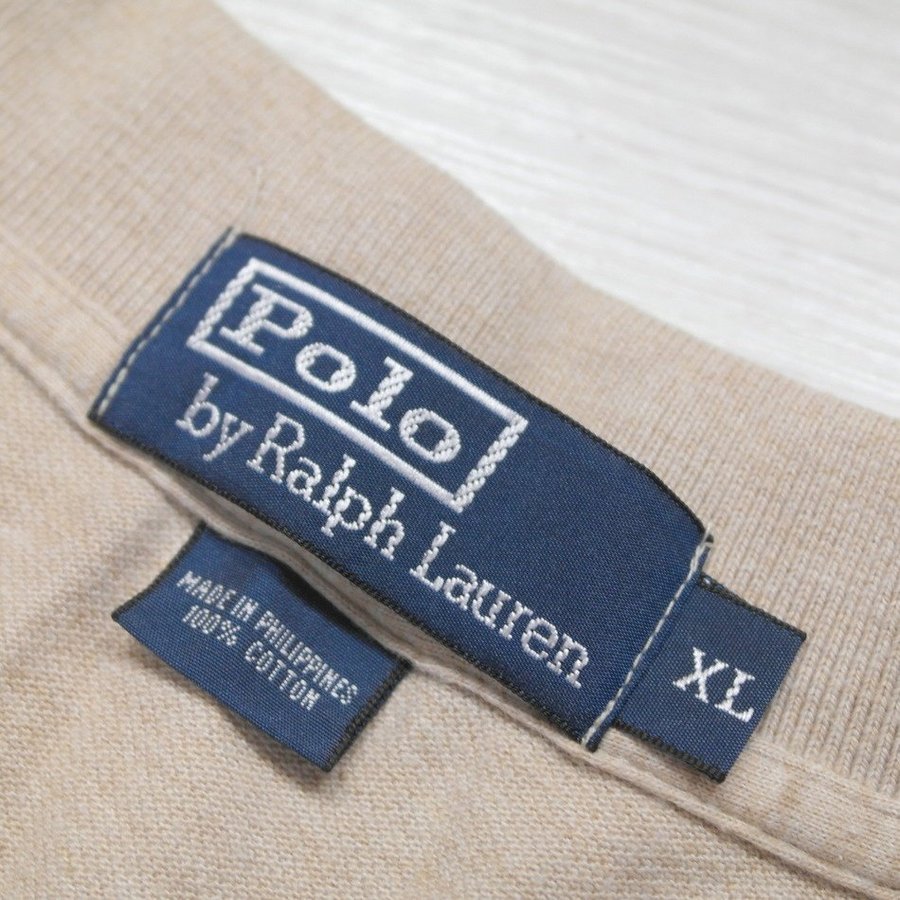 Polo
by Ralph Lauren
XL
MADE IN PHILIPPINES
100% COTTON